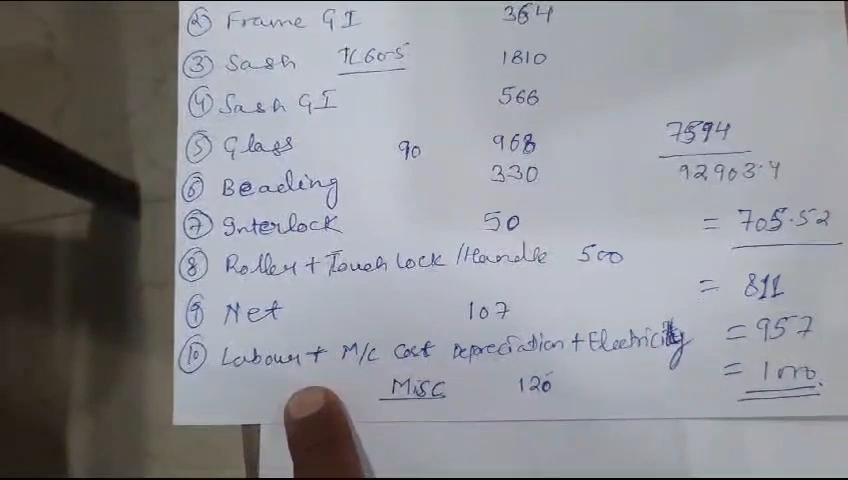 ② Frame GI 364
③ Sash TC60-5 1810
④ Sash GI 566
⑤ Glass 90 968
⑥ Beading 330
⑦ Interlock 50
⑧ Roller + Touch lock / Handle 500
⑨ Net 107
⑩ Labour + M/C cost Depreciation + Electricity
Misc 120
7594
92903.4
= 705.52
= 811
= 957
= 1000.